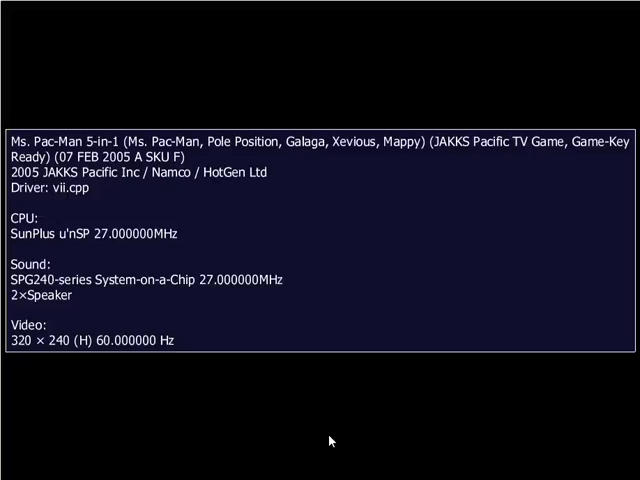 Ms. Pac-Man 5-in-1 (Ms. Pac-Man, Pole Position, Galaga, Xevious, Mappy) (JAKKS Pacific TV Game, Game-Key
Ready) (07 FEB 2005 A SKU F)
2005 JAKKS Pacific Inc / Namco / HotGen Ltd
Driver: vii.cpp
CPU:
SunPlus u'nSP 27.000000MHz
Sound:
SPG240-series System-on-a-Chip 27.000000MHz
2×Speaker
Video:
320 × 240 (H) 60.000000 Hz